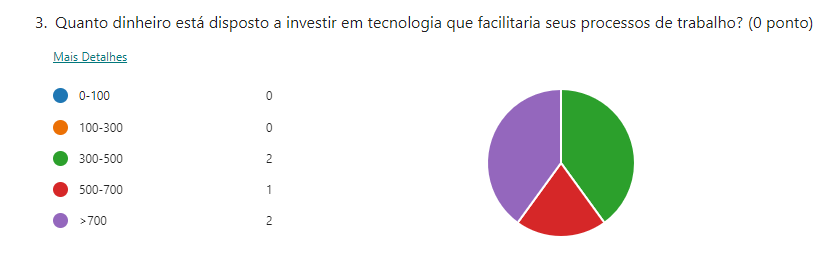 3. Quanto dinheiro está disposto a investir em tecnologia que facilitaria seus processos de trabalho? (0 ponto)
Mais Detalhes
0-100 0
100-300 0
300-500 2
500-700 1
>700 2